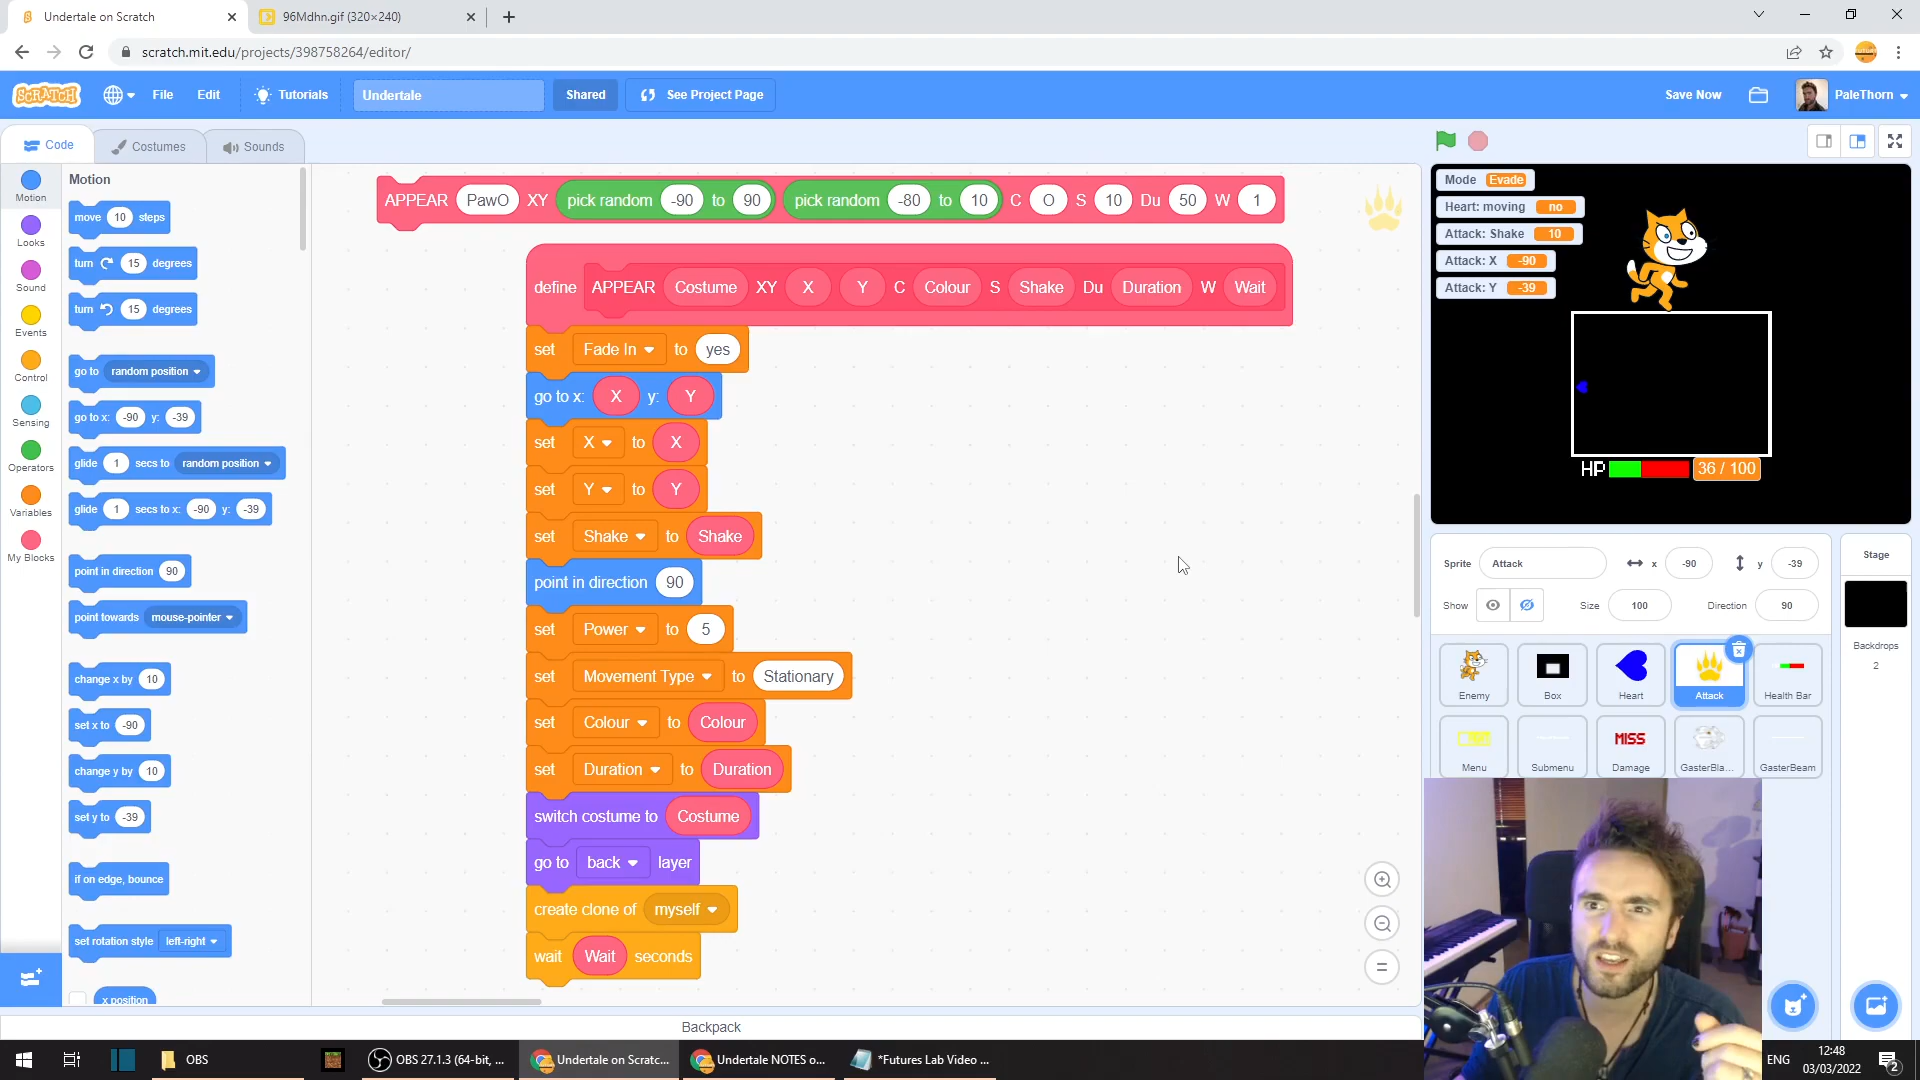 Undertale on Scratch
96Mdhn.gif (320×240)
scratch.mit.edu/projects/398758264/editor/
SCRATCH
File
Edit
Tutorials
Undertale
Shared
See Project Page
Save Now
PaleThorn
Code
Costumes
Sounds
Motion
Looks
Sound
Events
Control
Sensing
Operators
Variables
My Blocks
Motion
move 10 steps
turn 15 degrees
turn 15 degrees
go to random position
go to x: -90 y: -39
glide 1 secs to random position
glide 1 secs to x: -90 y: -39
point in direction 90
point towards mouse-pointer
change x by 10
set x to -90
change y by 10
set y to -39
if on edge, bounce
set rotation style left-right
x position
APPEAR PawO XY pick random -90 to 90 pick random -80 to 10 C O S 10 Du 50 W 1
define APPEAR Costume XY X Y C Colour S Shake Du Duration W Wait
set Fade In to yes
go to x: X y: Y
set X to X
set Y to Y
set Shake to Shake
point in direction 90
set Power to 5
set Movement Type to Stationary
set Colour to Colour
set Duration to Duration
switch costume to Costume
go to back layer
create clone of myself
wait Wait seconds
Backpack
Mode Evade
Heart: moving no
Attack: Shake 10
Attack: X -90
Attack: Y -39
HP 36 / 100
Sprite Attack x -90 y -39
Show Size 100 Direction 90
Enemy
Box
Heart
Attack
Health Bar
Menu
Submenu
MISS
Damage
GasterBla...
GasterBeam
Stage
Backdrops
2
OBS
OBS 27.1.3 (64-bit, ...
Undertale on Scratc...
Undertale NOTES o...
*Futures Lab Video ...
ENG
12:48
03/03/2022
2